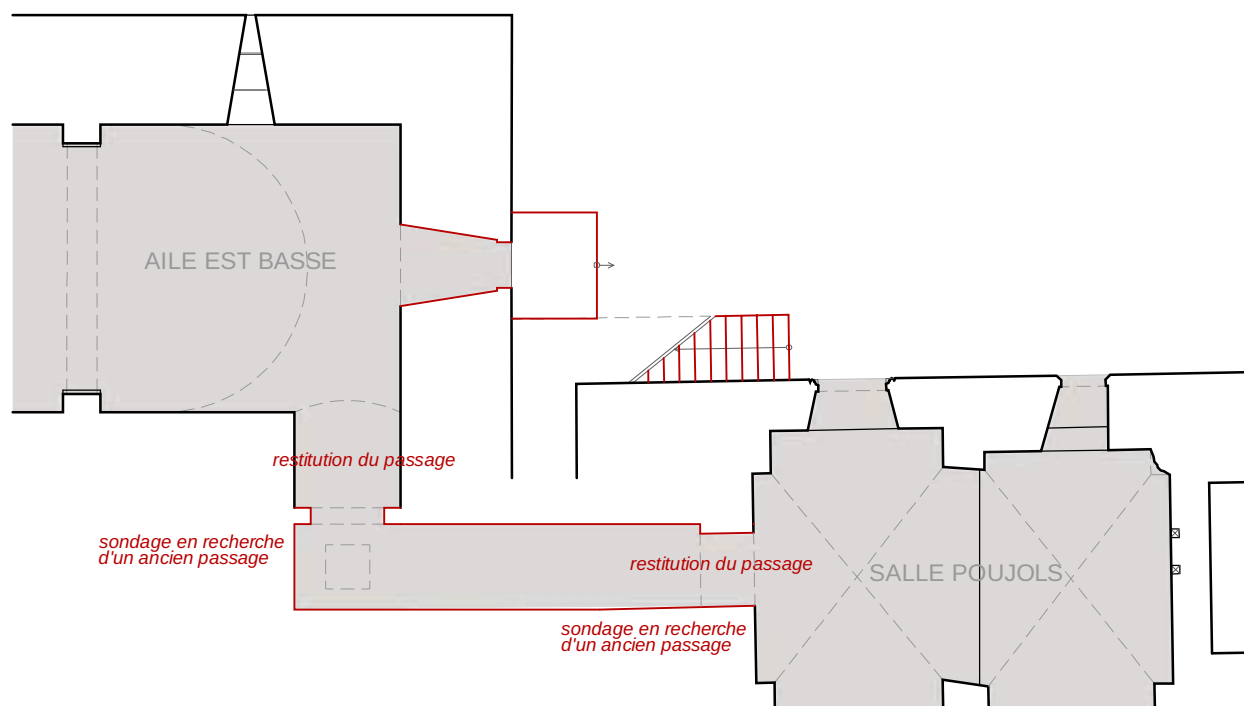 AILE EST BASSE
restitution du passage
sondage en recherche
d'un ancien passage
restitution du passage
SALLE POUJOLS
sondage en recherche
d'un ancien passage